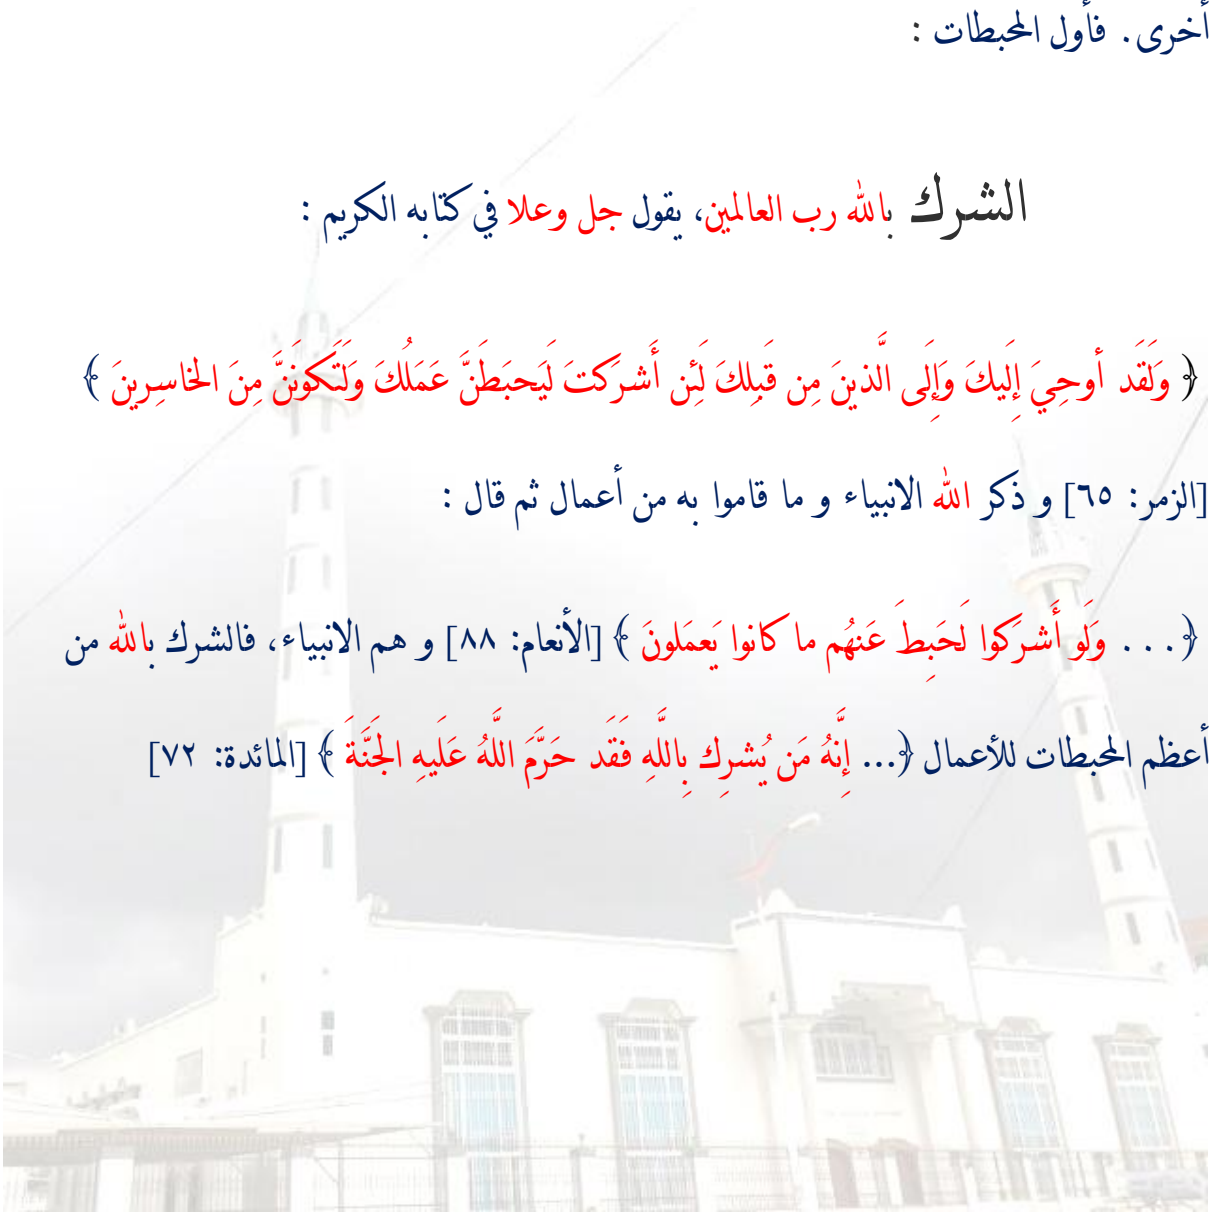 أخرى. فأول المحبطات :
الشرك بالله رب العالمين، يقول جل وعلا في كتابه الكريم :
﴿ وَلَقَد أوحِيَ إِلَيكَ وَإِلَى الَّذينَ مِن قَبلِكَ لَئِن أَشرَكتَ لَيَحبَطَنَّ عَمَلُكَ وَلَتَكونَنَّ مِنَ الخاسِرينَ ﴾
[الزمر: ٦٥] و ذكر الله الانبياء و ما قاموا به من أعمال ثم قال :
﴿. . . وَلَو أَشرَكوا لَحَبِطَ عَنهُم ما كانوا يَعمَلونَ ﴾ [الأنعام: ٨٨] و هم الانبياء، فالشرك بالله من
أعظم المحبطات للأعمال ﴿... إِنَّهُ مَن يُشرِك بِاللَّهِ فَقَد حَرَّمَ اللَّهُ عَلَيهِ الجَنَّةَ ﴾ [المائدة: ٧٢]